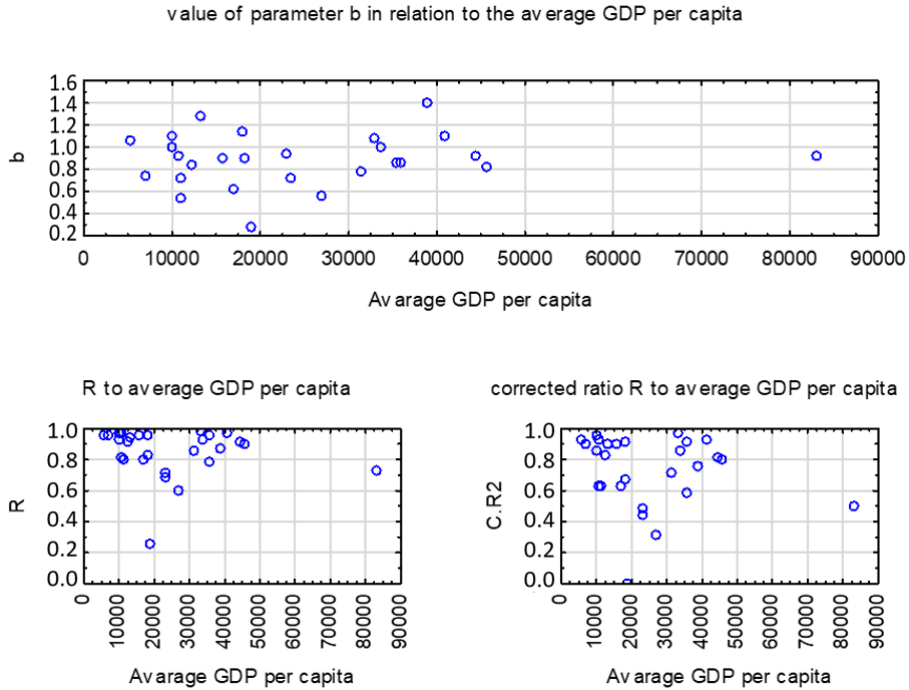 value of parameter b in relation to the average GDP per capita
1.6
1.4
1.2
1.0
0.8
0.6
0.4
0.2
b
0 10000 20000 30000 40000 50000 60000 70000 80000 90000
Avarage GDP per capita
R to average GDP per capita
1.0
0.8
0.6
0.4
0.2
0.0
R
0 10000 20000 30000 40000 50000 60000 70000 80000 90000
Avarage GDP per capita
corrected ratio R to average GDP per capita
1.0
0.8
0.6
0.4
0.2
0.0
C.R2
0 10000 20000 30000 40000 50000 60000 70000 80000 90000
Avarage GDP per capita